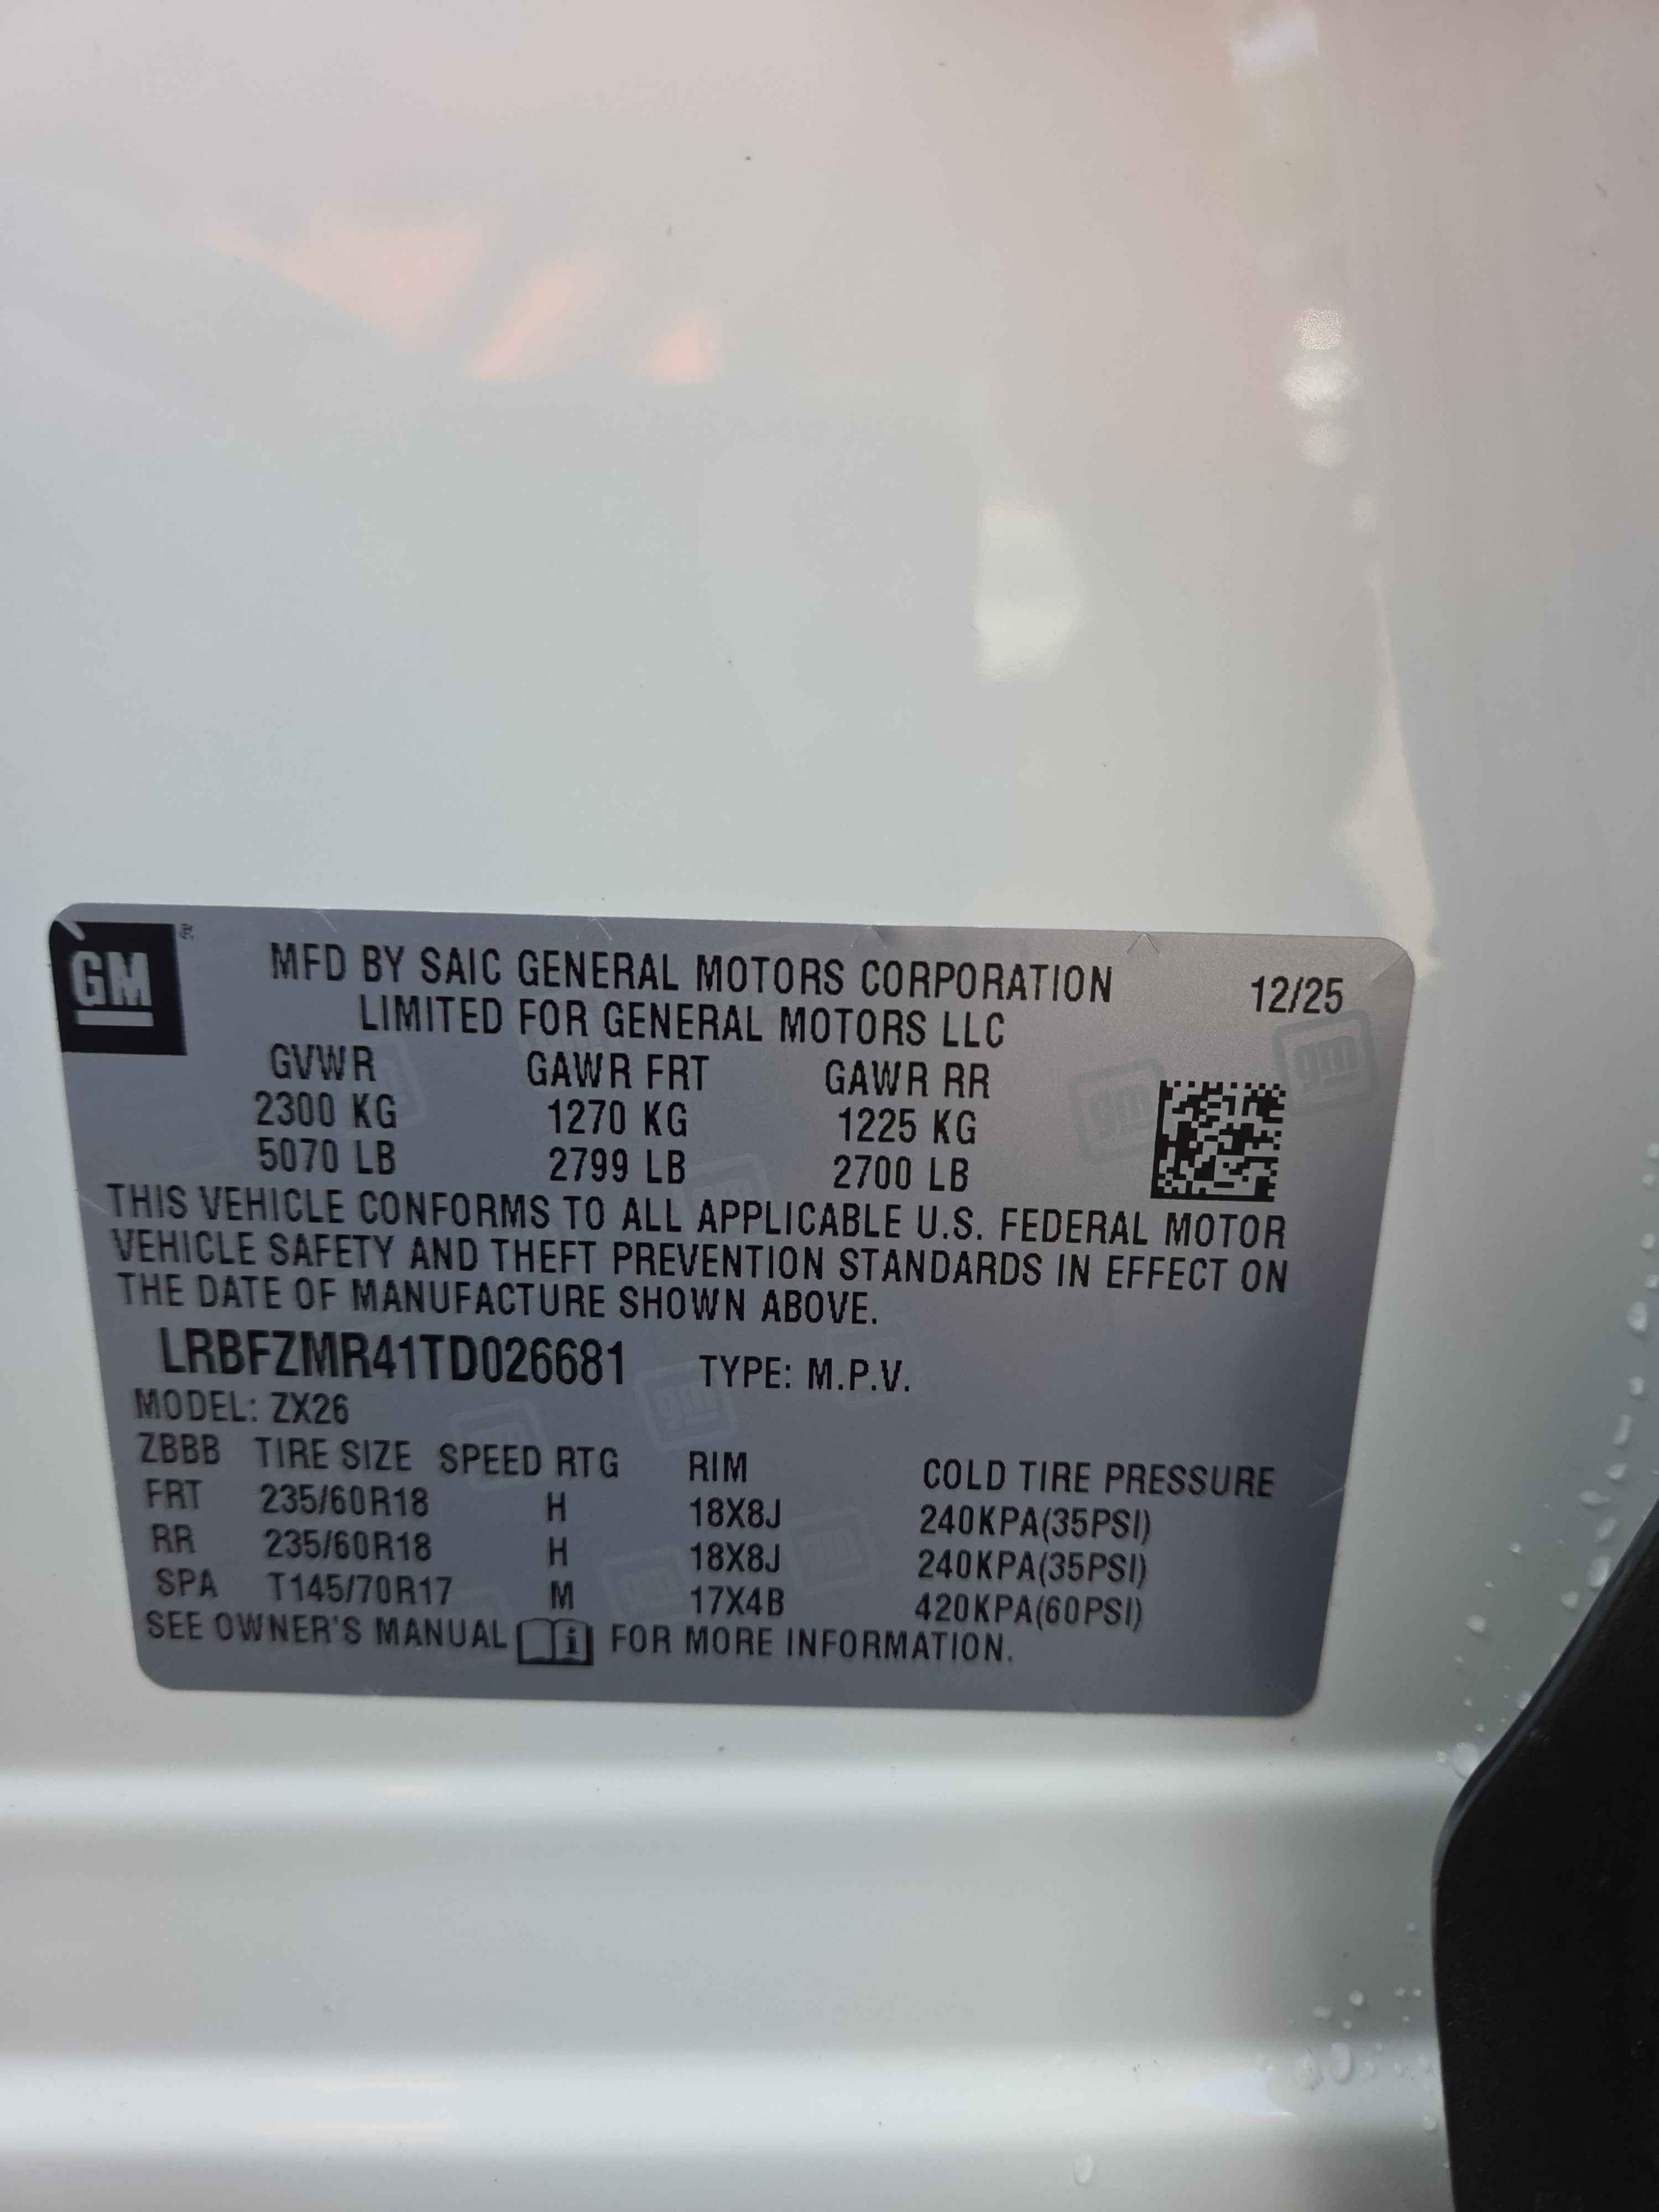 GM
MFD BY SAIC GENERAL MOTORS CORPORATION
LIMITED FOR GENERAL MOTORS LLC
12/25
GVWR GAWR FRT GAWR RR
2300 KG 1270 KG 1225 KG
5070 LB 2799 LB 2700 LB
THIS VEHICLE CONFORMS TO ALL APPLICABLE U.S. FEDERAL MOTOR
VEHICLE SAFETY AND THEFT PREVENTION STANDARDS IN EFFECT ON
THE DATE OF MANUFACTURE SHOWN ABOVE.
LRBFZMR41TD026681 TYPE: M.P.V.
MODEL: ZX26
ZBBB TIRE SIZE SPEED RTG RIM COLD TIRE PRESSURE
FRT 235/60R18 H 18X8J 240KPA(35PSI)
RR 235/60R18 H 18X8J 240KPA(35PSI)
SPA T145/70R17 M 17X4B 420KPA(60PSI)
SEE OWNER'S MANUAL i FOR MORE INFORMATION.